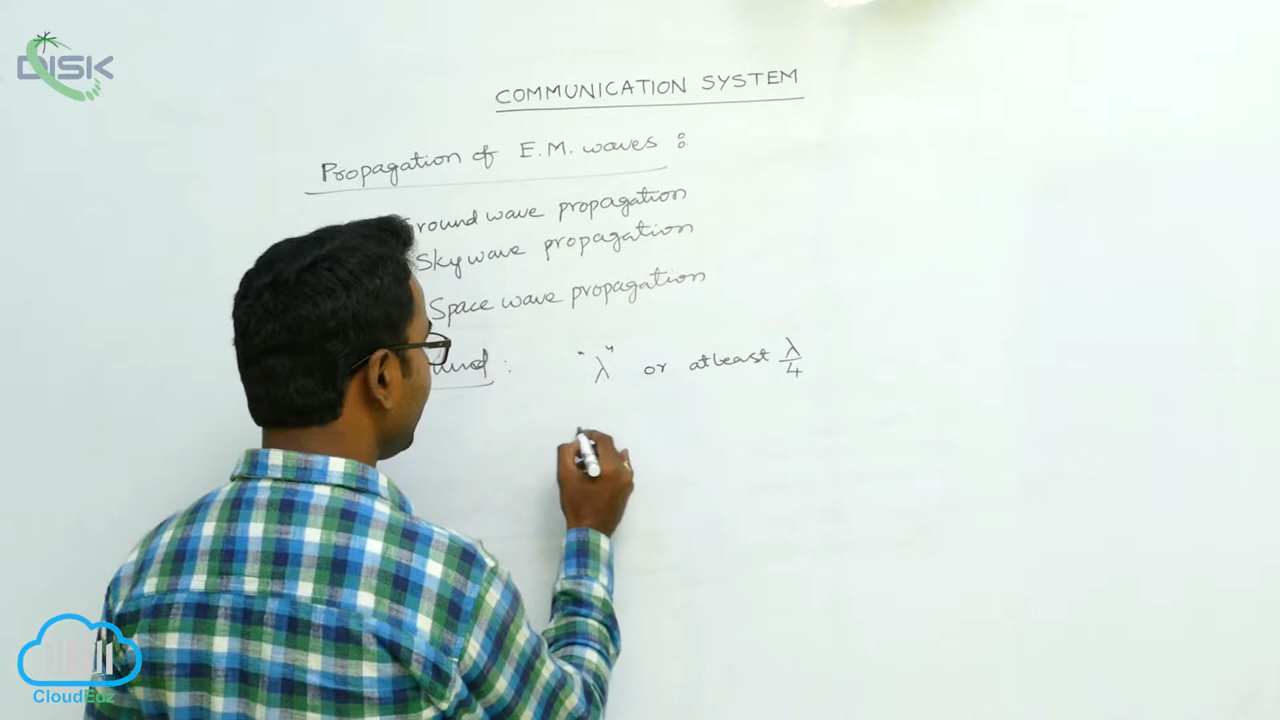 DISK
COMMUNICATION SYSTEM
Propagation of E.M. waves :
round wave propagation
Sky wave propagation
Space wave propagation
: "λ" or atleast λ/4
CloudEdz